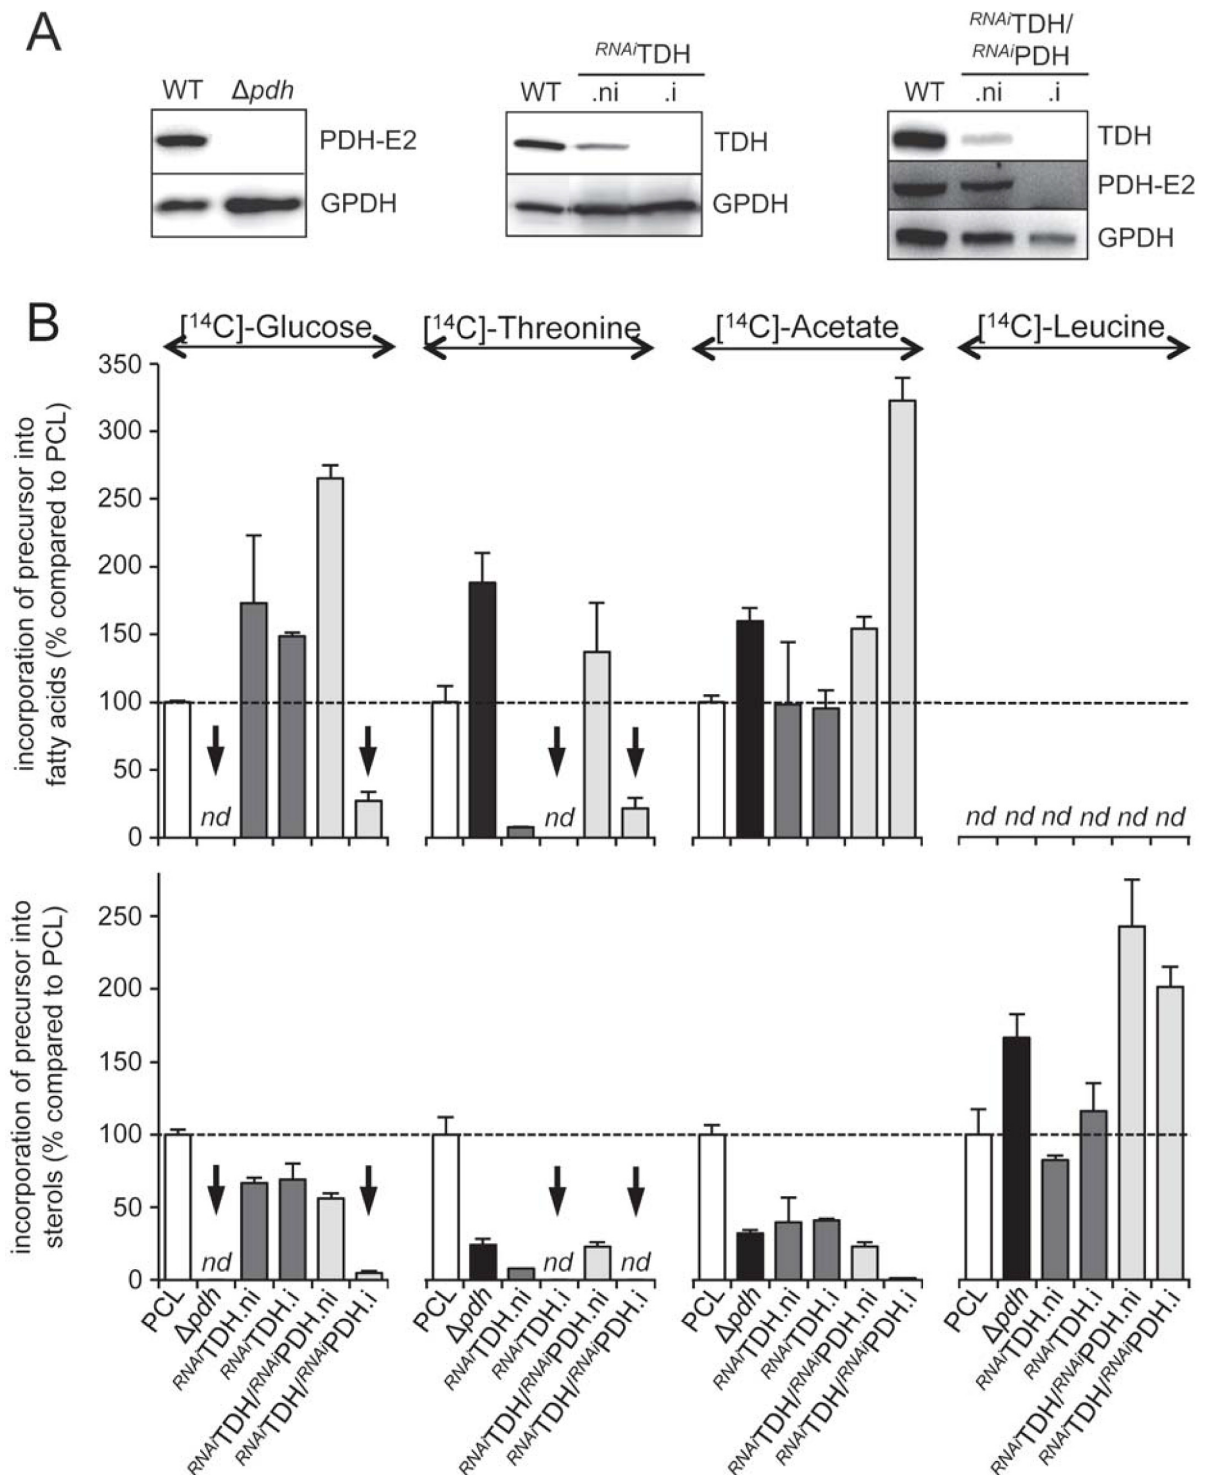 A
WT Δpdh
PDH-E2
GPDH
RNAiTDH
WT .ni .i
TDH
GPDH
RNAiTDH/
RNAiPDH
WT .ni .i
TDH
PDH-E2
GPDH
B
[14C]-Glucose [14C]-Threonine [14C]-Acetate [14C]-Leucine
incorporation of precursor into
fatty acids (% compared to PCL)
350
300
250
200
150
100
50
0
nd
nd
nd nd nd nd nd nd
incorporation of precursor into
sterols (% compared to PCL)
250
200
150
100
50
0
nd
nd
nd
PCL
Δpdh
RNAiTDH.ni
RNAiTDH.i
RNAiTDH/RNAiPDH.ni
RNAiTDH/RNAiPDH.i
PCL
Δpdh
RNAiTDH.ni
RNAiTDH.i
RNAiTDH/RNAiPDH.ni
RNAiTDH/RNAiPDH.i
PCL
Δpdh
RNAiTDH.ni
RNAiTDH.i
RNAiTDH/RNAiPDH.ni
RNAiTDH/RNAiPDH.i
PCL
Δpdh
RNAiTDH.ni
RNAiTDH.i
RNAiTDH/RNAiPDH.ni
RNAiTDH/RNAiPDH.i